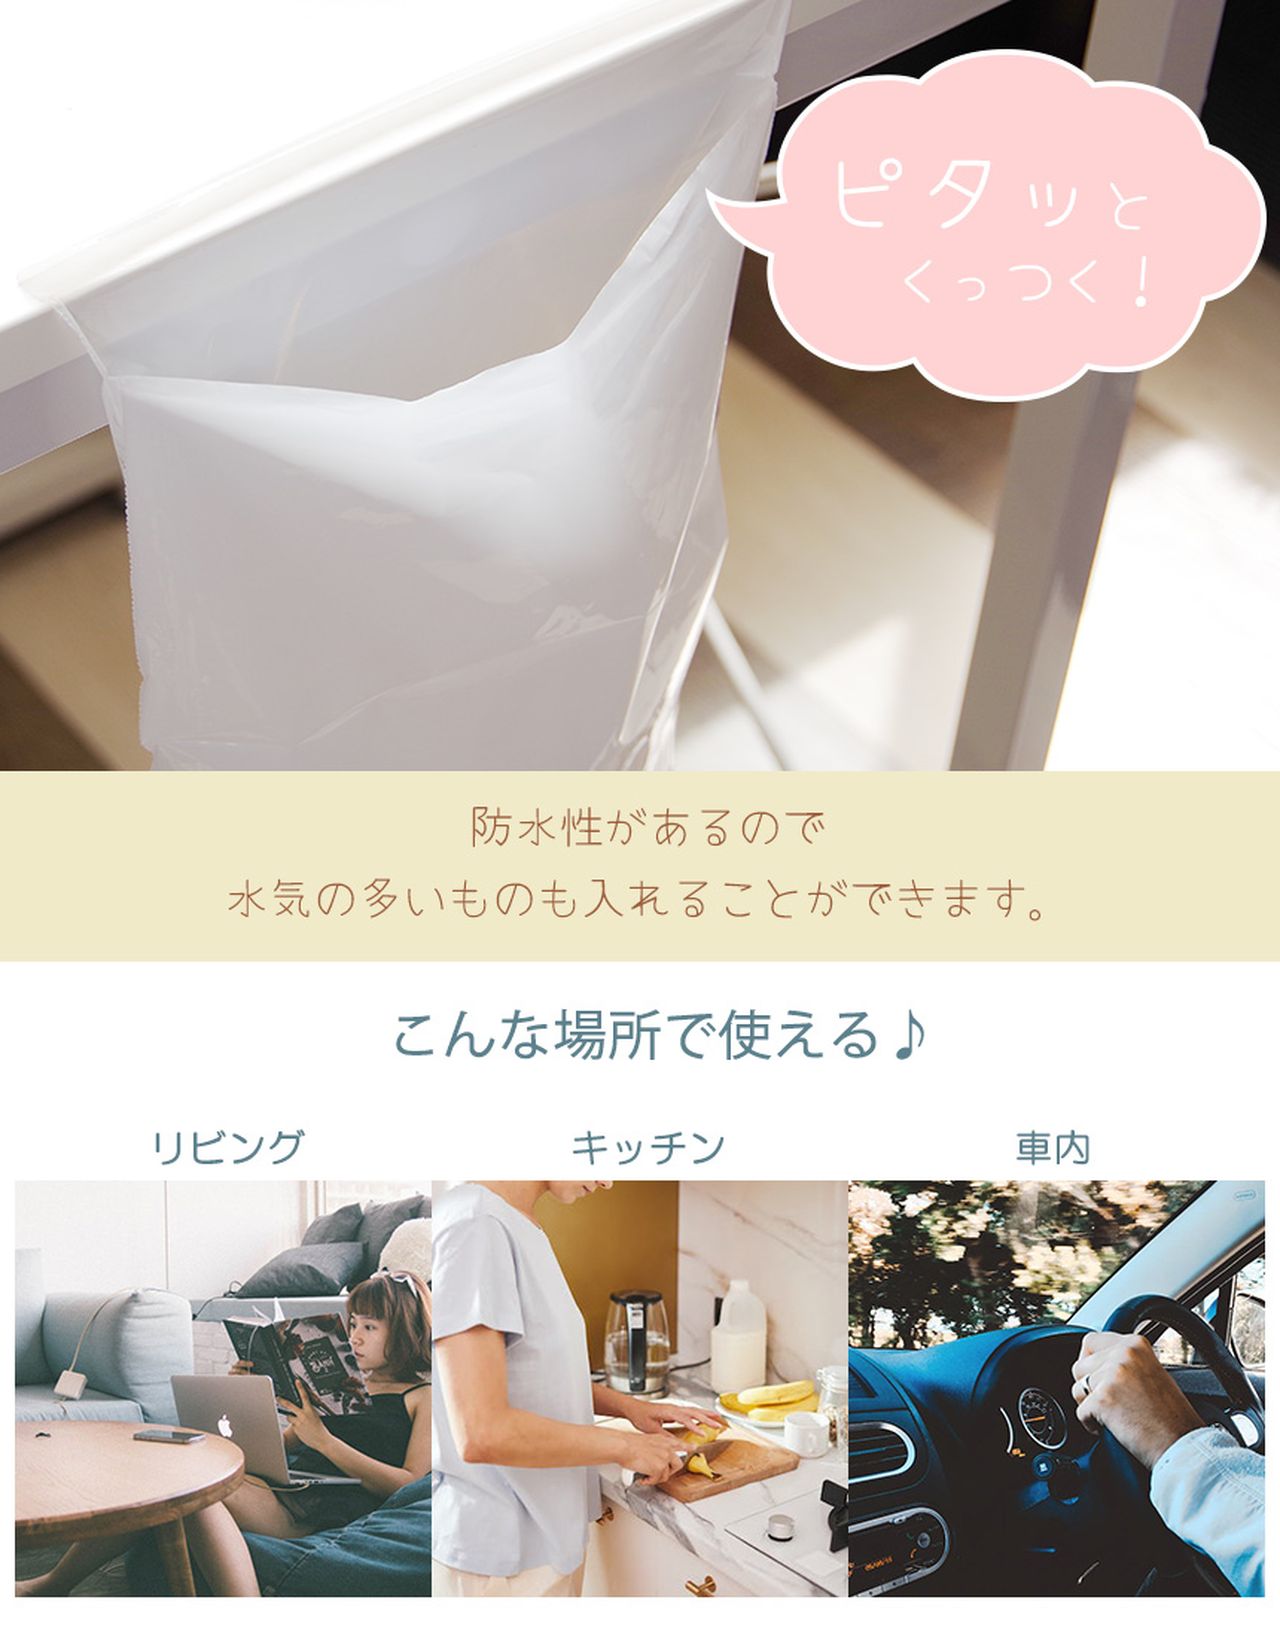 ピタッと
くっつく!
防水性があるので
水気の多いものも入れることができます。
こんな場所で使える♪
リビング
キッチン
車内